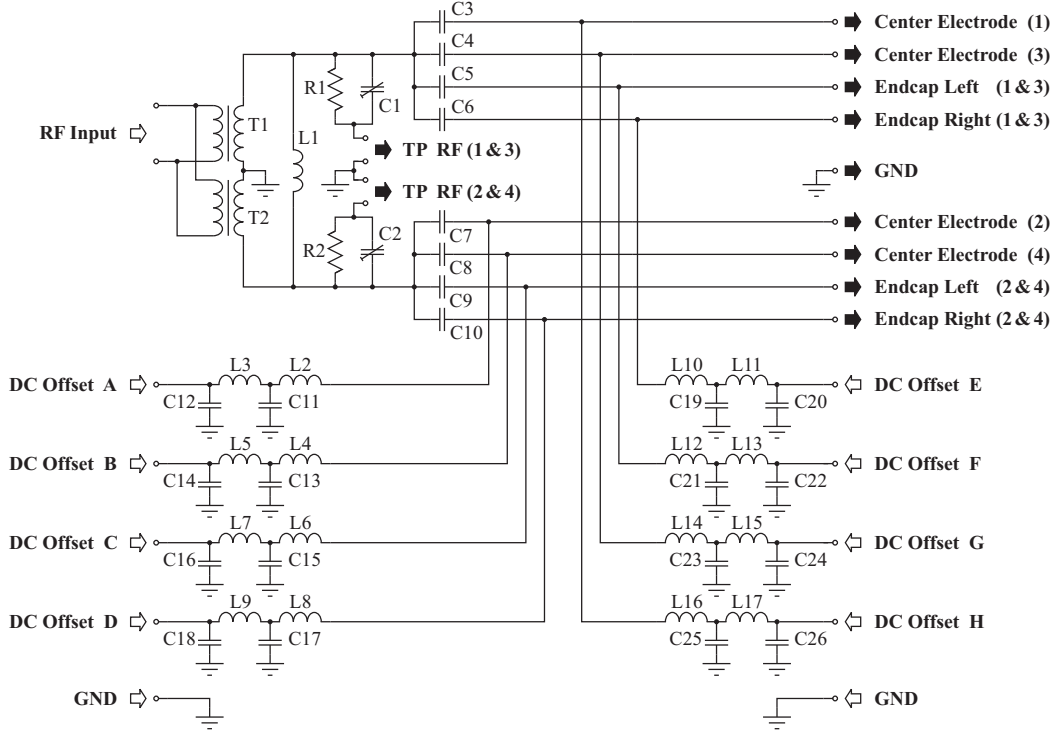 C3
Center Electrode (1)
C4
Center Electrode (3)
C5
R1
C1
Endcap Left (1 & 3)
C6
RF Input
T1
L1
Endcap Right (1 & 3)
TP RF (1 & 3)
GND
TP RF (2 & 4)
T2
C7
Center Electrode (2)
R2
C2
C8
Center Electrode (4)
C9
Endcap Left (2 & 4)
C10
Endcap Right (2 & 4)
DC Offset A
L3
L2
C12
C11
L10
L11
C19
C20
DC Offset E
DC Offset B
L5
L4
C14
C13
L12
L13
C21
C22
DC Offset F
DC Offset C
L7
L6
C16
C15
L14
L15
C23
C24
DC Offset G
DC Offset D
L9
L8
C18
C17
L16
L17
C25
C26
DC Offset H
GND
GND